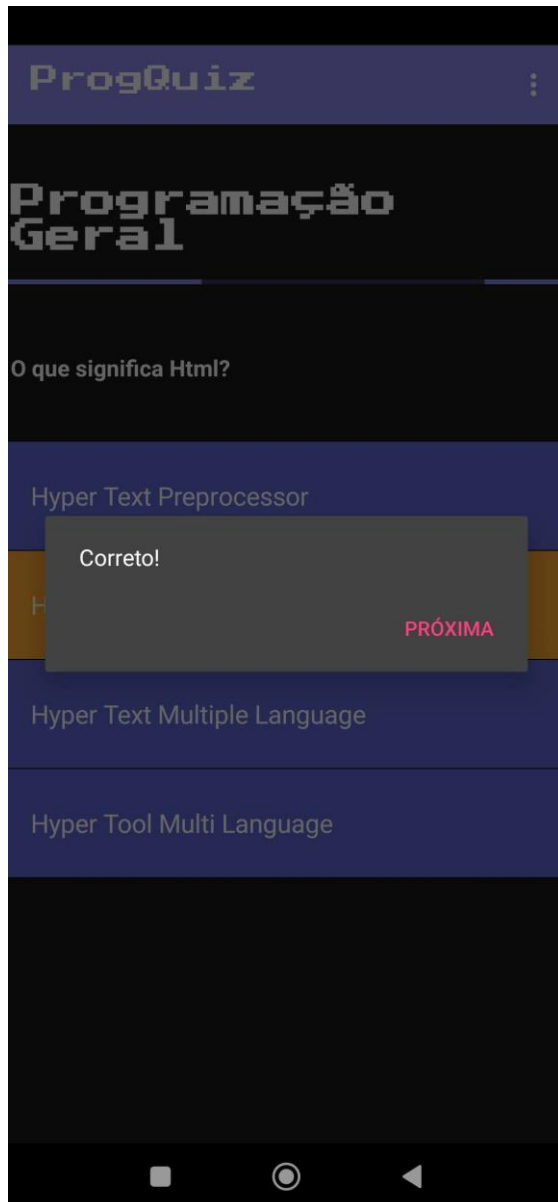 ProgQuiz
Programação
Geral
O que significa Html?
Hyper Text Preprocessor
Correto!
PRÓXIMA
Hyper Text Multiple Language
Hyper Tool Multi Language